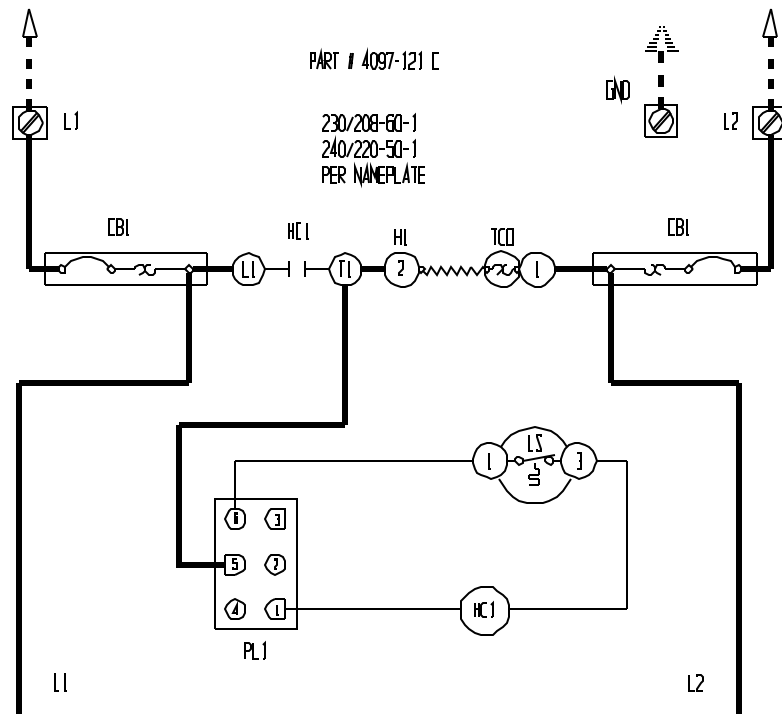 PART # 4097-121 C
GND
L1
L2
230/208-60-1
240/220-50-1
PER NAMEPLATE
CB1
HC1
H1
TCO
CB1
L1
T1
2
1
LS
1
3
6
3
5
2
4
1
HC1
PL1
L1
L2